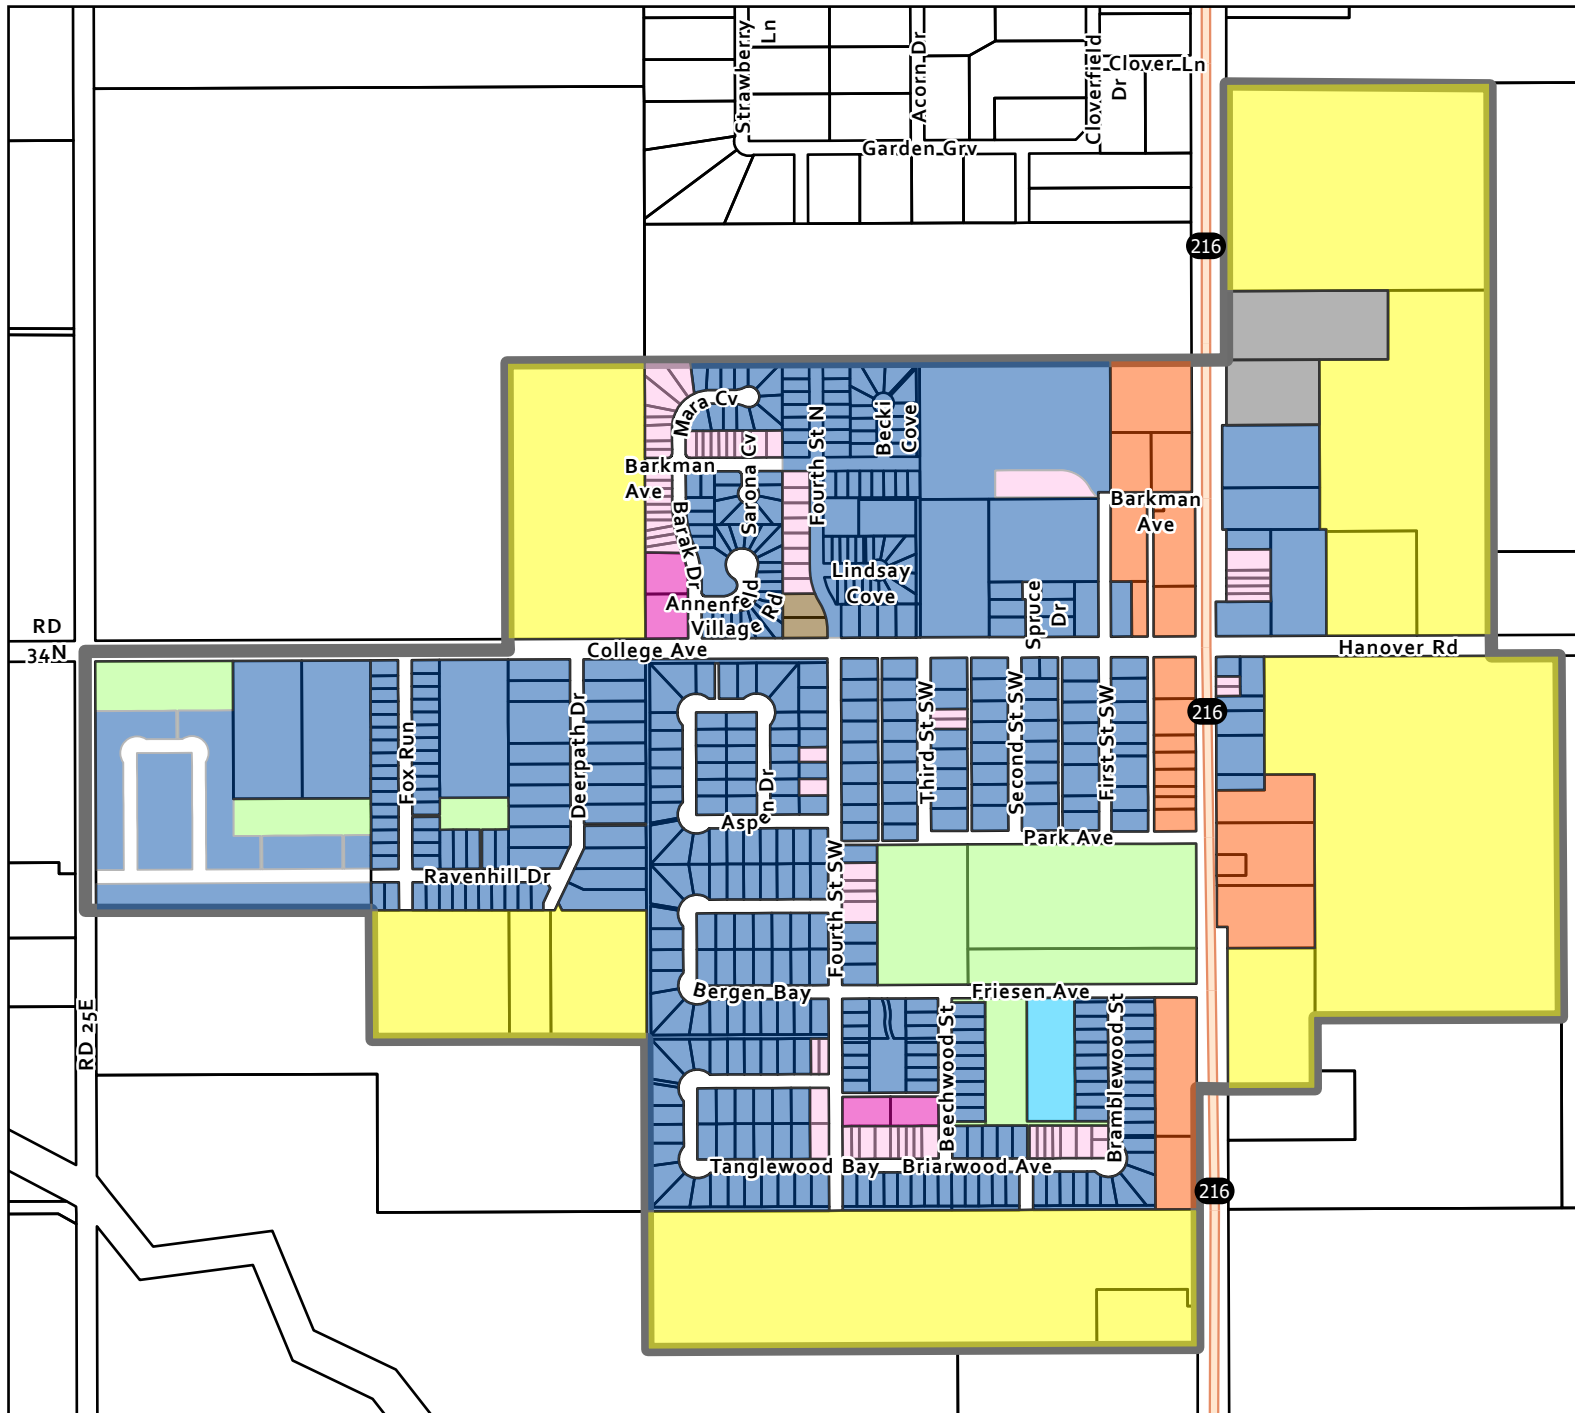 Strawberry
Ln
Acorn Dr
Cloverfield
Dr
Clover Ln
Garden Grv
216
Mara Cv
Barkman
Ave
Sarona Cv
Fourth St N
Becki
Cove
Barak Dr
Barkman
Ave
Lindsay
Cove
Annenfeld
Village Rd
Spruce
Dr
RD
34N
College Ave
Hanover Rd
Fox Run
Deerpath Dr
Third St SW
Second St SW
First St SW
216
Aspen Dr
Park Ave
Ravenhill Dr
Fourth St SW
Bergen Bay
Friesen Ave
RD 25E
Beechwood St
Bramblewood St
Tanglewood Bay
Briarwood Ave
216